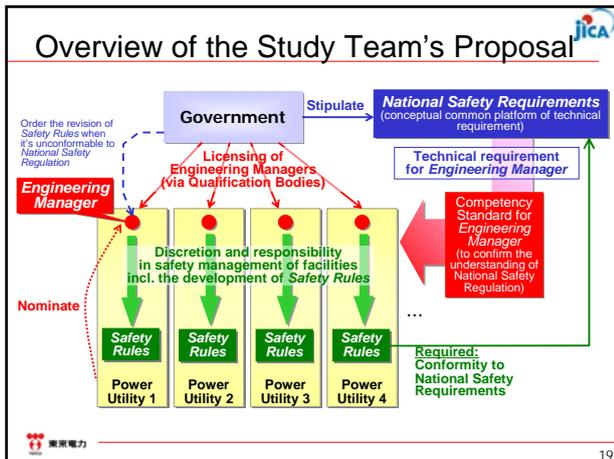 Overview of the Study Team's Proposal
jICA
Government
Stipulate
National Safety Requirements
(conceptual common platform of technical
requirement)
Order the revision of
Safety Rules when
it's unconformable to
National Safety
Regulation
Licensing of
Engineering Managers
(via Qualification Bodies)
Technical requirement
for Engineering Manager
Engineering
Manager
Competency
Standard for
Engineering
Manager
(to confirm the
understanding of
National Safety
Regulation)
Discretion and responsibility
in safety management of facilities
incl. the development of Safety Rules
Nominate
...
Safety
Rules
Safety
Rules
Safety
Rules
Safety
Rules
Required:
Conformity to
National Safety
Requirements
Power
Utility 1
Power
Utility 2
Power
Utility 3
Power
Utility 4
TEPCO
東京電力
19